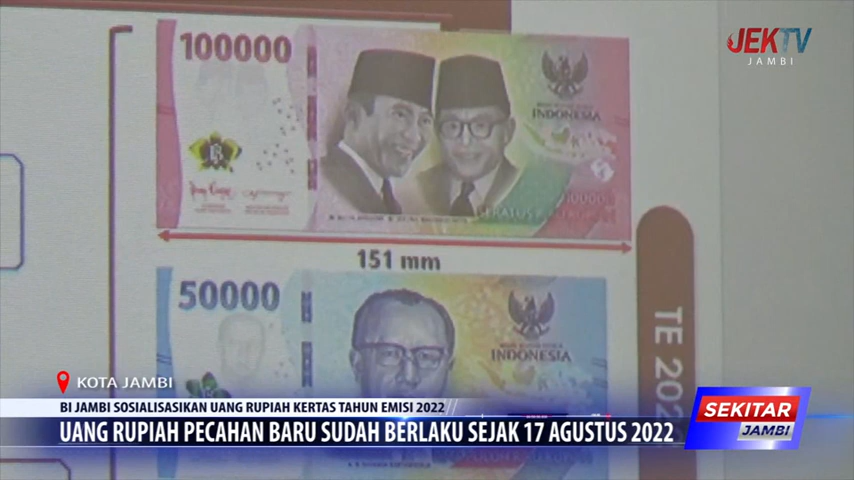 JEKTV
JAMBI
100000
INDONESIA
100000
151 mm
50000
INDONESIA
TE 202
KOTA JAMBI
BI JAMBI SOSIALISASIKAN UANG RUPIAH KERTAS TAHUN EMISI 2022
UANG RUPIAH PECAHAN BARU SUDAH BERLAKU SEJAK 17 AGUSTUS 2022
SEKITAR
JAMBI